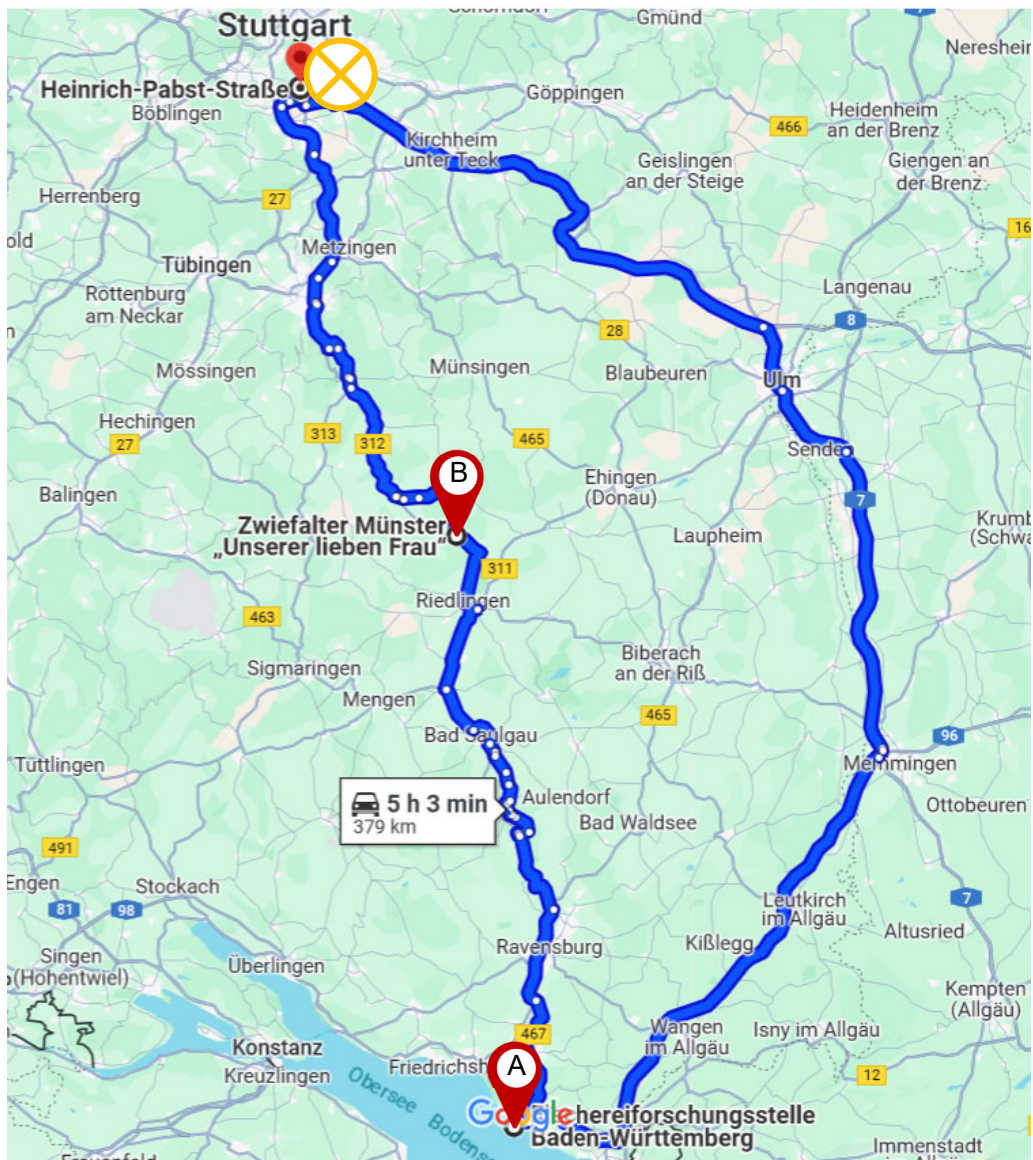 Gmünd
Stuttgart
Neresheim
Heinrich-Pabst-Straße
Böblingen
Göppingen
Heidenheim
an der Brenz
466
Kirchheim
unter Teck
Geislingen
an der Steige
Giengen an
der Brenz
Herrenberg
27
16
old
Metzingen
Tübingen
Rottenburg
am Neckar
Langenau
8
28
Mössingen
Münsingen
Blaubeuren
Ulm
Hechingen
27
313
312
465
Balingen
Ehingen
(Donau)
B
7
Zwiefalter Münster
„Unserer lieben Frau“
Laupheim
Krumb
(Schwa
311
Riedlingen
463
Sigmaringen
Biberach
an der Riß
Mengen
465
Bad Saulgau
96
Memmingen
Tuttlingen
5 h 3 min
379 km
Aulendorf
Bad Waldsee
Ottobeuren
491
Engen
Stockach
81
98
7
Leutkirch
im Allgäu
Altusried
Singen
(Hohentwiel)
Überlingen
Ravensburg
Kißlegg
Kempten
(Allgäu)
467
Wangen
im Allgäu
Isny im Allgäu
Konstanz
Kreuzlingen
Friedrichsh
A
12
Obersee
Google
hereiforschungsstelle
Baden-Württemberg
Immenstadt